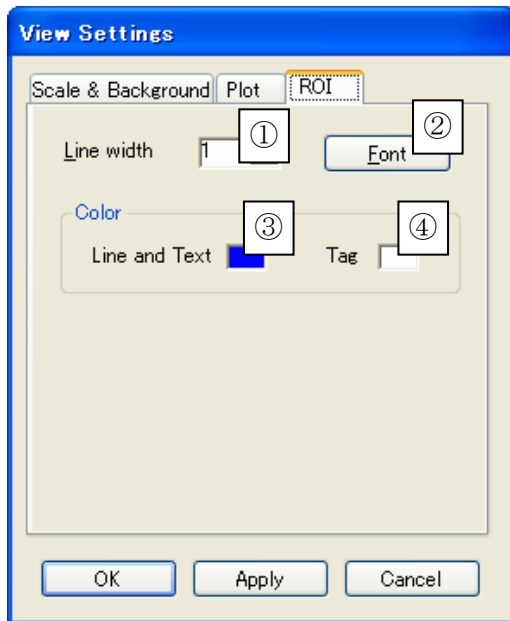 View Settings
Scale & Background Plot ROI
Line width 1 ① Font ②
Color
Line and Text ③ Tag ④
OK Apply Cancel